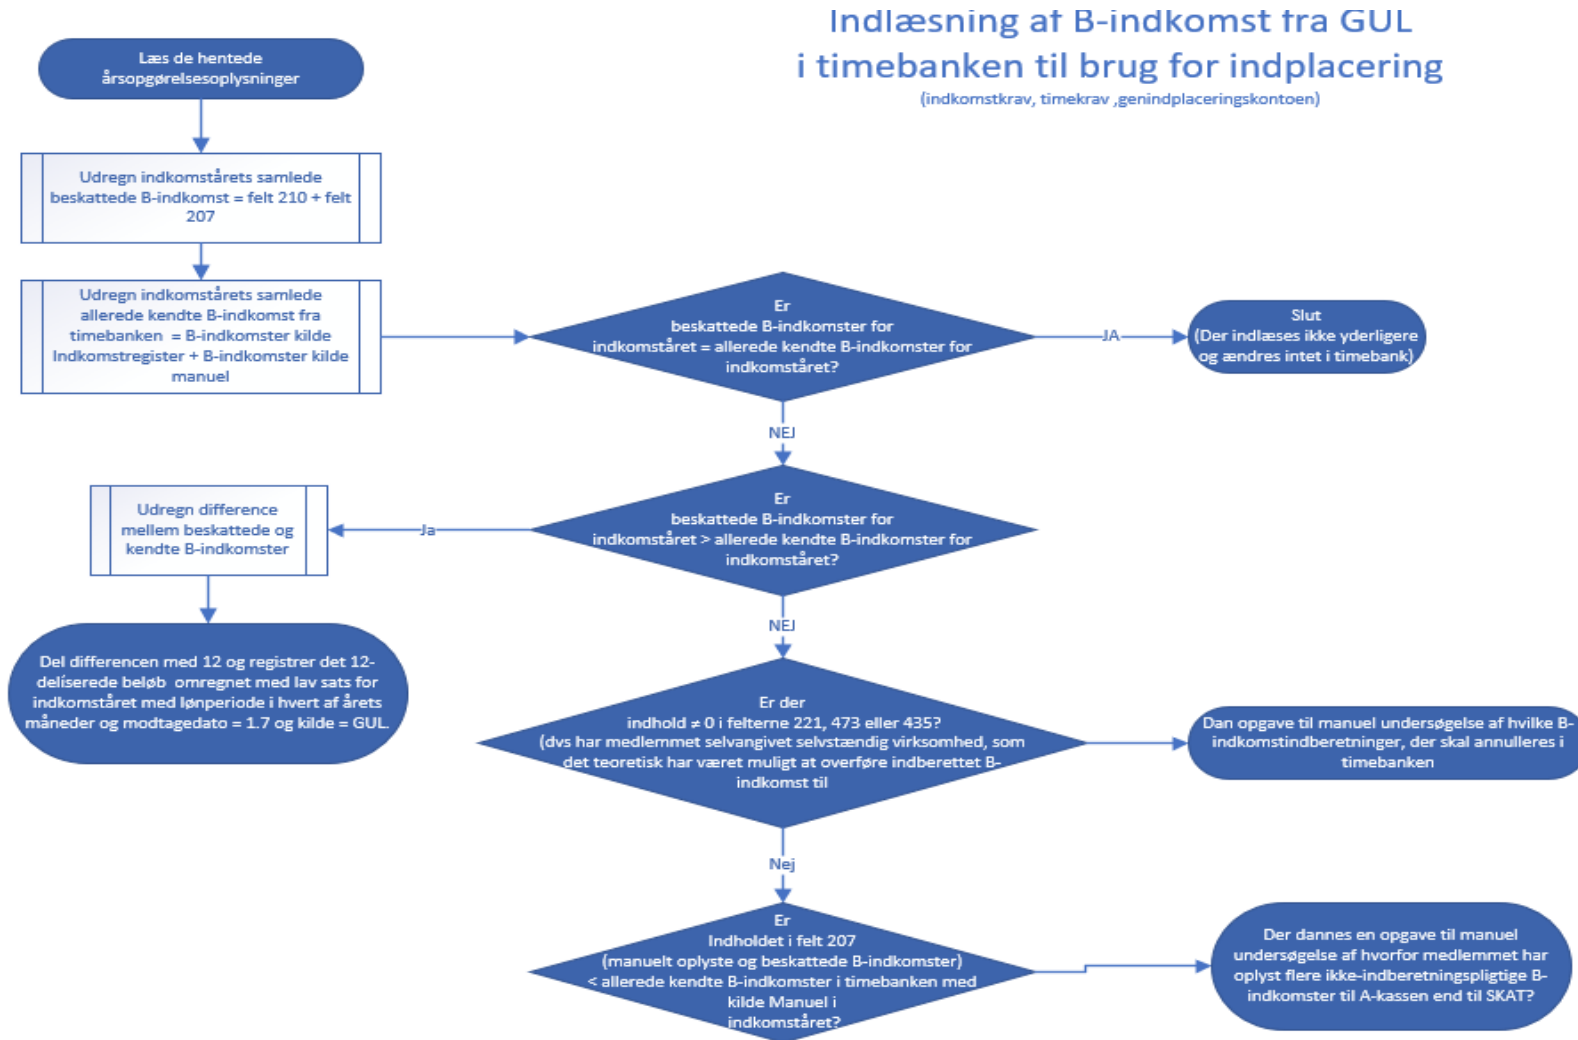 Indlæsning af B-indkomst fra GUL
i timebanken til brug for indplacering
(indkomstkrav, timekrav ,genindplaceringskontoen)
Læs de hentede
årsopgørelsesoplysninger
Udregn indkomstårets samlede
beskattede B-indkomst = felt 210 + felt
207
Udregn indkomstårets samlede
allerede kendte B-indkomst fra
timebanken = B-indkomster kilde
Indkomstregister + B-indkomster kilde
manuel
Er
beskattede B-indkomster for
indkomståret = allerede kendte B-indkomster for
indkomståret?
JA
Slut
(Der indlæses ikke yderligere
og ændres intet i timebank)
NEJ
Er
beskattede B-indkomster for
indkomståret > allerede kendte B-indkomster for
indkomståret?
Ja
Udregn difference
mellem beskattede og
kendte B-indkomster
Del differencen med 12 og registrer det 12-
deliserede beløb omregnet med lav sats for
indkomståret med lønperiode i hvert af årets
måneder og modtagedato = 1.7 og kilde = GUL.
NEJ
Er der
indhold ≠ 0 i felterne 221, 473 eller 435?
(dvs har medlemmet selvangivet selvstændig virksomhed, som
det teoretisk har været muligt at overføre indberettet B-
indkomst til
Dan opgave til manuel undersøgelse af hvilke B-
indkomstindberetninger, der skal annulleres i
timebanken
Nej
Er
Indholdet i felt 207
(manuelt oplyste og beskattede B-indkomster)
< allerede kendte B-indkomster i timebanken med
kilde Manuel i
indkomståret?
Der dannes en opgave til manuel
undersøgelse af hvorfor medlemmet har
oplyst flere ikke-indberetningspligtige B-
indkomster til A-kassen end til SKAT?